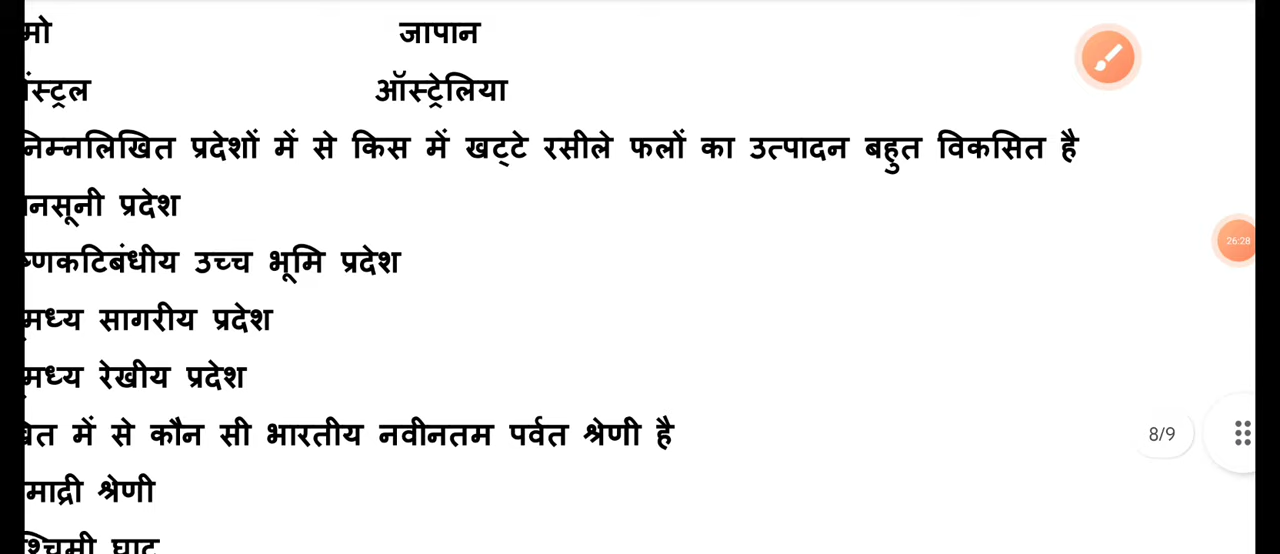 मो जापान
ंस्ट्रल ऑस्ट्रेलिया
निम्नलिखित प्रदेशों में से किस में खट्टे रसीले फलों का उत्पादन बहुत विकसित है
नसूनी प्रदेश
ष्णकटिबंधीय उच्च भूमि प्रदेश
26:28
मध्य सागरीय प्रदेश
मध्य रेखीय प्रदेश
में से कौन सी भारतीय नवीनतम पर्वत श्रेणी है
8/9
माद्री श्रेणी
श्चिमी घाट